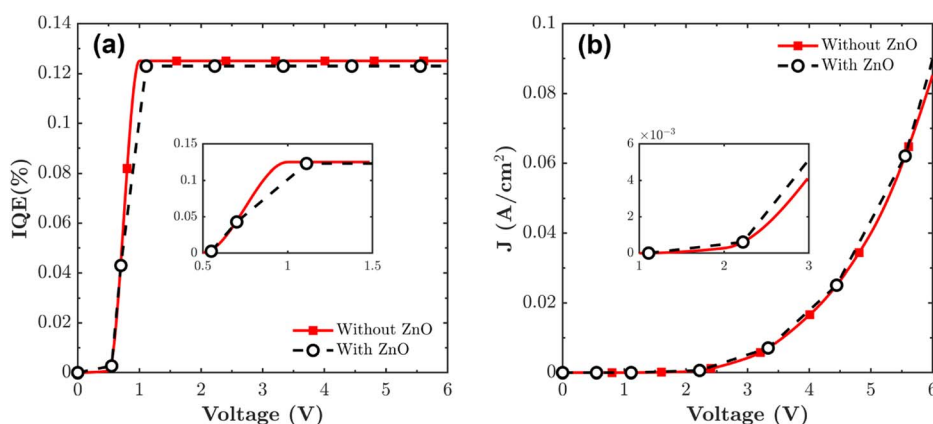 (a)
IQE(%)
0.14
0.12
0.1
0.08
0.06
0.04
0.02
0
0 1 2 3 4 5 6
Voltage (V)
0.15
0.1
0.05
0
0.5 1 1.5
Without ZnO
With ZnO
(b)
J (A/cm²)
0.1
0.08
0.06
0.04
0.02
0
0 1 2 3 4 5 6
Voltage (V)
Without ZnO
With ZnO
6 ×10⁻³
4
2
0
1 2 3